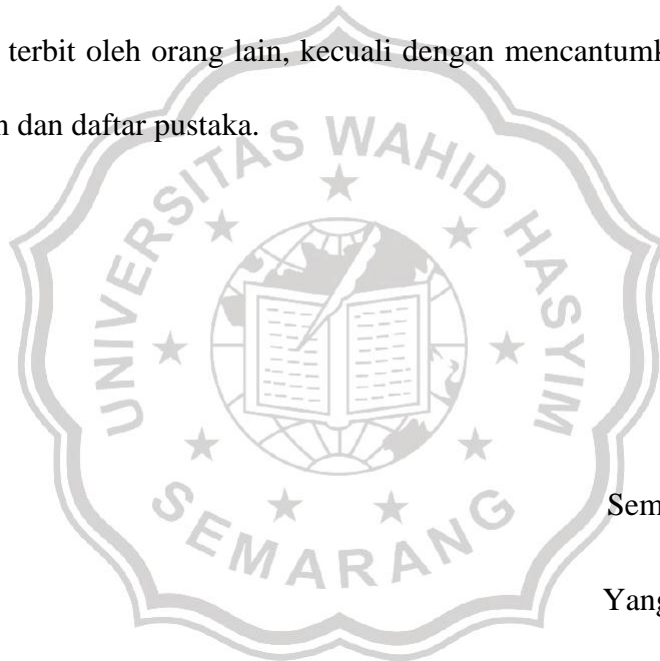 terbit oleh orang lain, kecuali dengan mencantumk
n dan daftar pustaka.
UNIVERSITAS WAHID HASYIM
SEMARANG
Sem
Yang